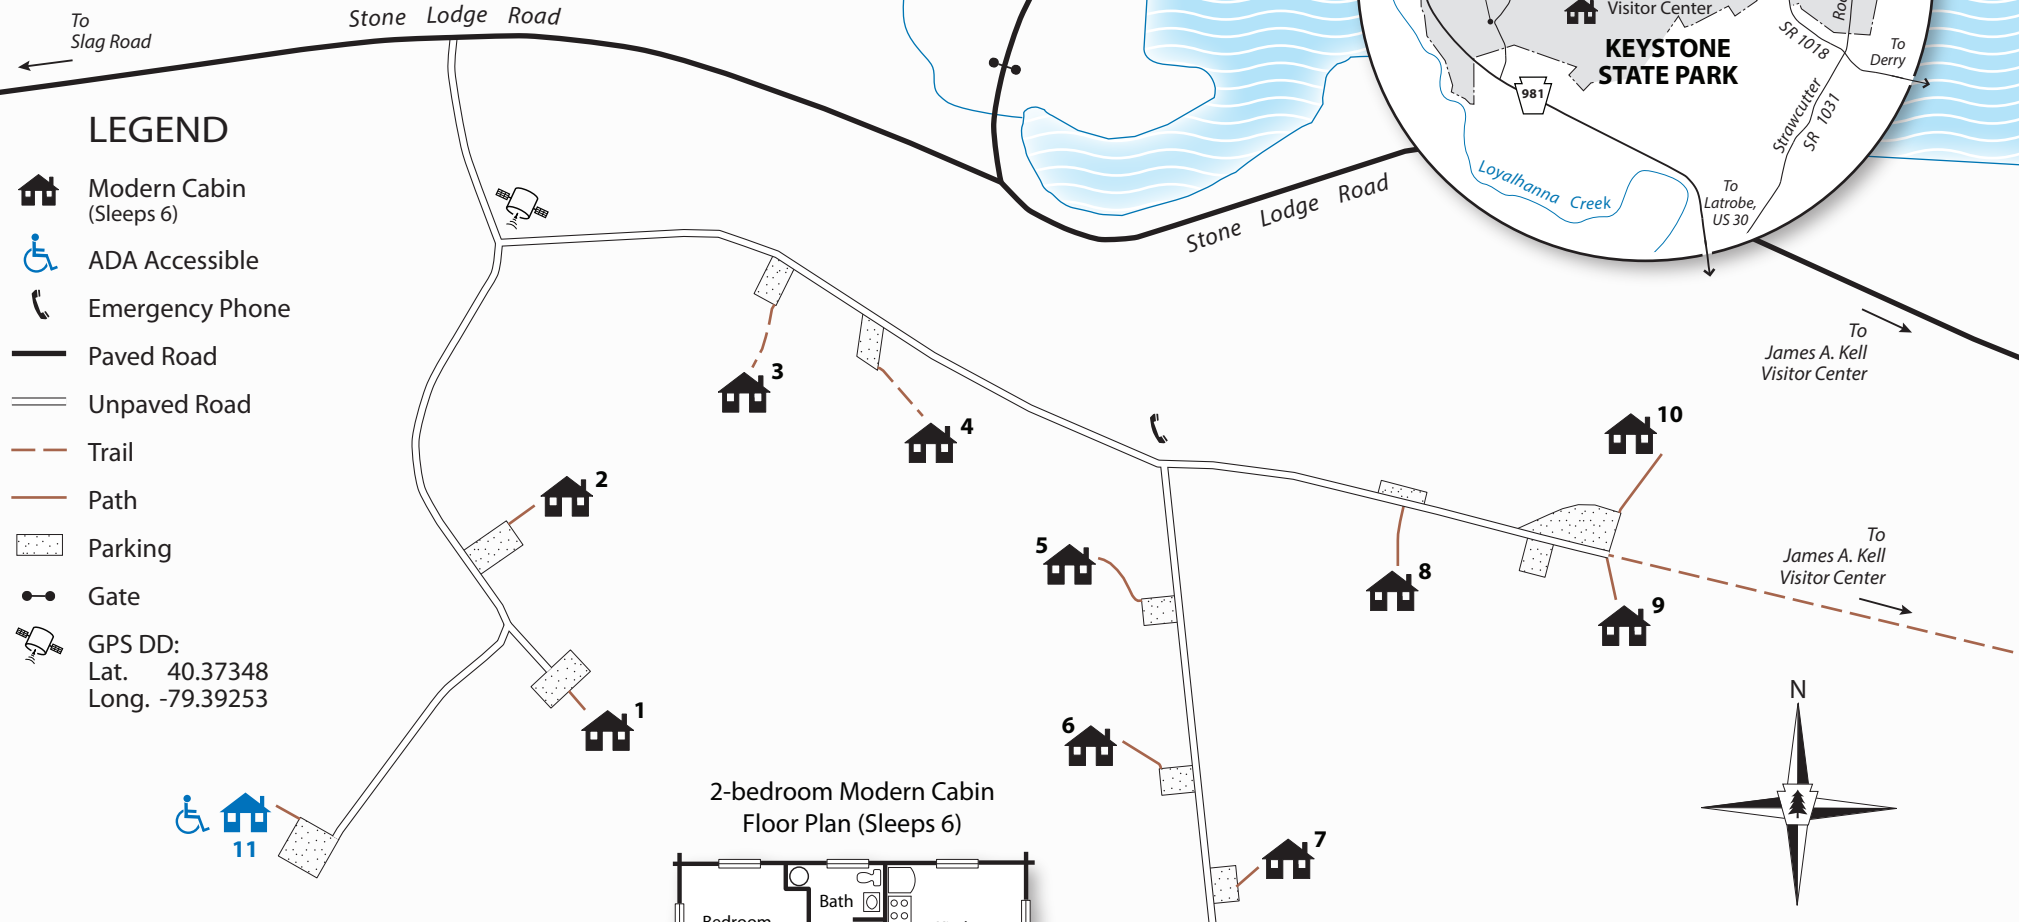 To
Slag Road
Stone Lodge Road
LEGEND
Modern Cabin
(Sleeps 6)
ADA Accessible
Emergency Phone
Paved Road
Unpaved Road
Trail
Path
Parking
Gate
GPS DD:
Lat. 40.37348
Long. -79.39253
Visitor Center
KEYSTONE
STATE PARK
981
SR 1018
To
Derry
Strawcutter
SR 1031
Loyalhanna Creek
To
Latrobe,
US 30
Stone Lodge Road
To
James A. Kell
Visitor Center
3
4
2
10
5
8
9
To
James A. Kell
Visitor Center
1
6
7
11
N
2-bedroom Modern Cabin
Floor Plan (Sleeps 6)
Bath
Bedroom